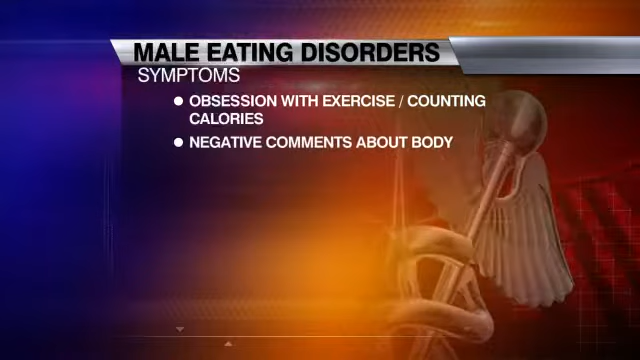 MALE EATING DISORDERS
SYMPTOMS
● OBSESSION WITH EXERCISE / COUNTING
CALORIES
● NEGATIVE COMMENTS ABOUT BODY